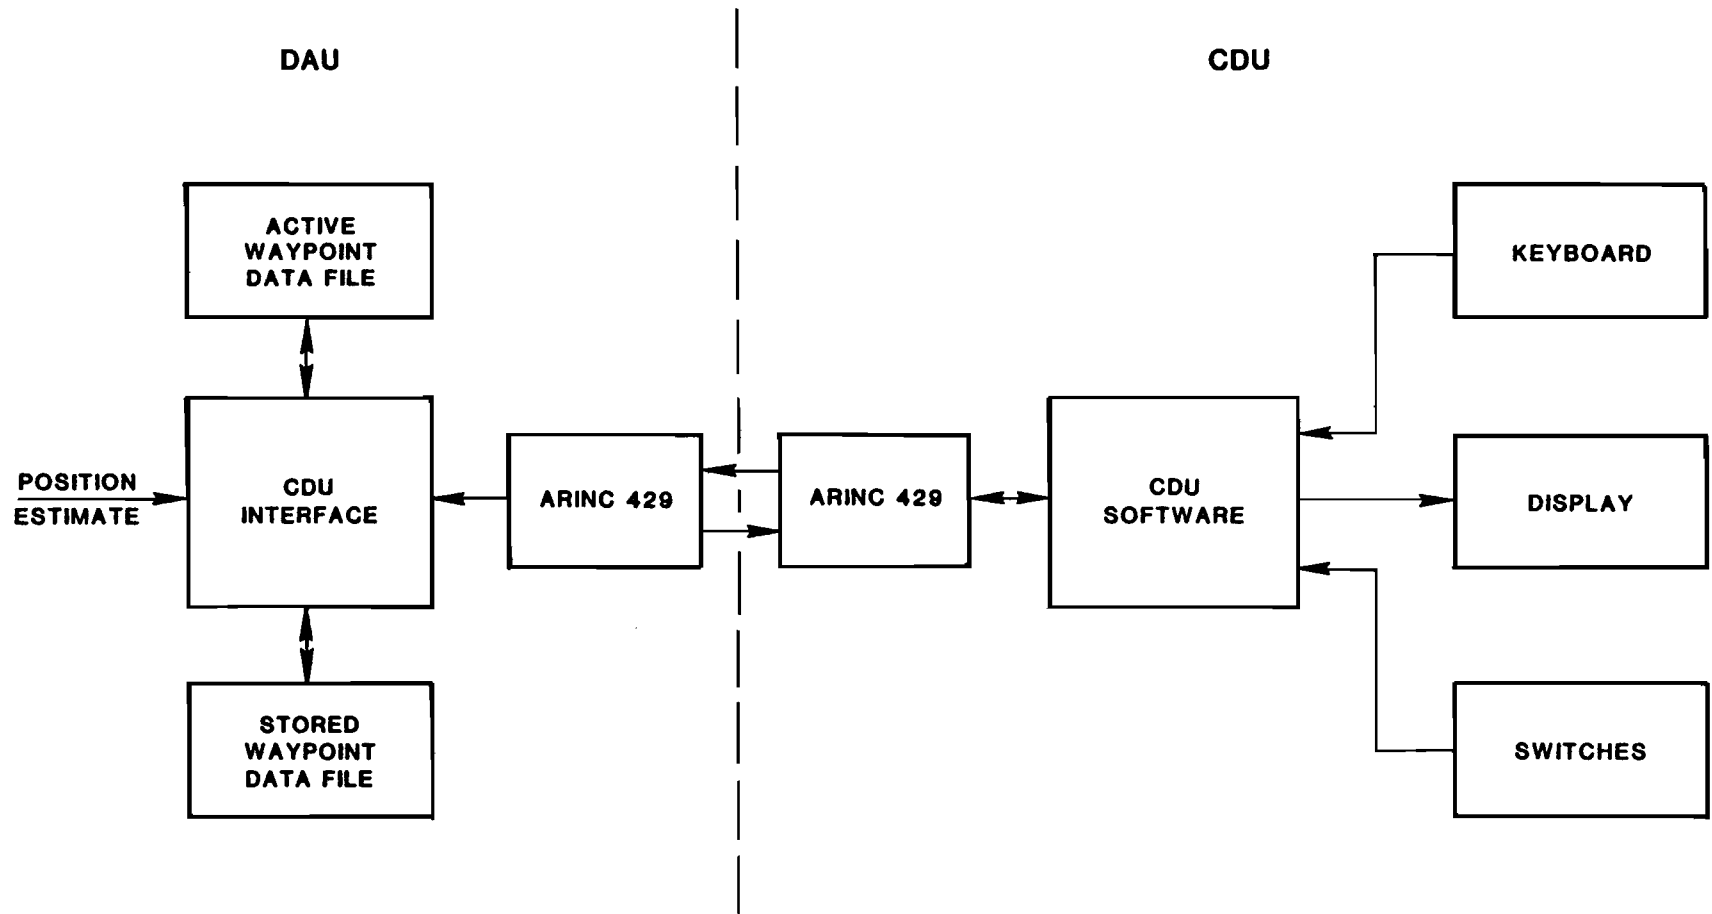 DAU
CDU
ACTIVE
WAYPOINT
DATA FILE
KEYBOARD
POSITION
ESTIMATE
CDU
INTERFACE
ARINC 429
ARINC 429
CDU
SOFTWARE
DISPLAY
STORED
WAYPOINT
DATA FILE
SWITCHES